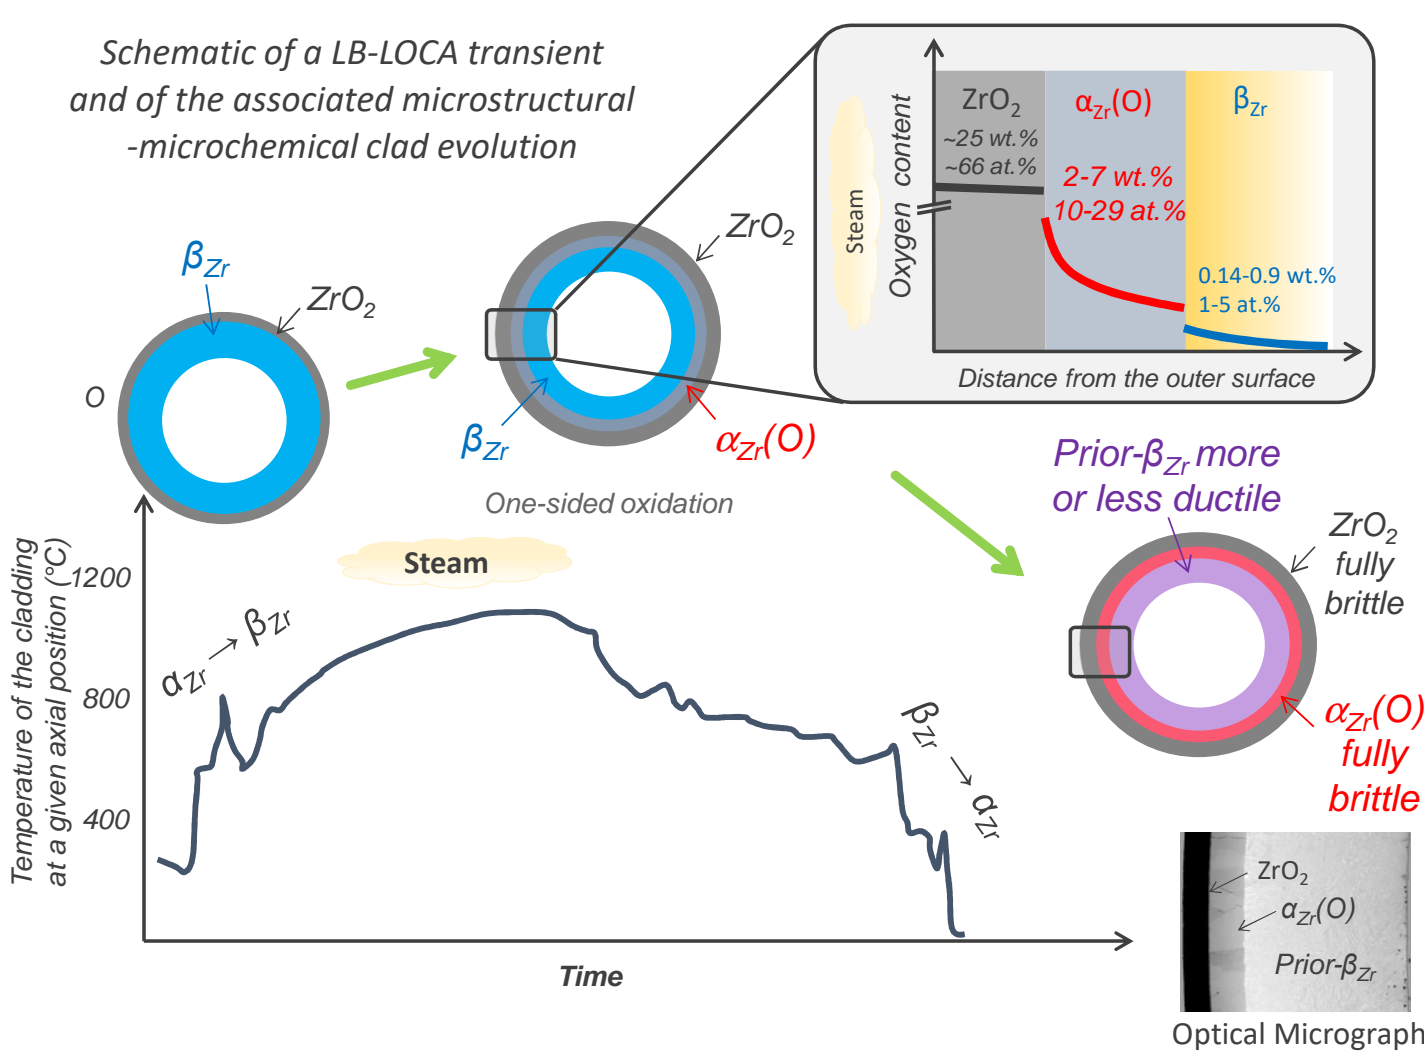 Schematic of a LB-LOCA transient
and of the associated microstructural
-microchemical clad evolution
ZrO2
~25 wt.%
~66 at.%
αZr(O)
2-7 wt.%
10-29 at.%
βZr
0.14-0.9 wt.%
1-5 at.%
Steam
Oxygen content
Distance from the outer surface
βZr
ZrO2
O
ZrO2
βZr
αZr(O)
One-sided oxidation
Prior-βZr more
or less ductile
ZrO2
fully
brittle
αZr(O)
fully
brittle
Temperature of the cladding
at a given axial position (°C)
1200
800
400
Steam
αZr → βZr
βZr → αZr
Time
ZrO2
αZr(O)
Prior-βZr
Optical Micrograph